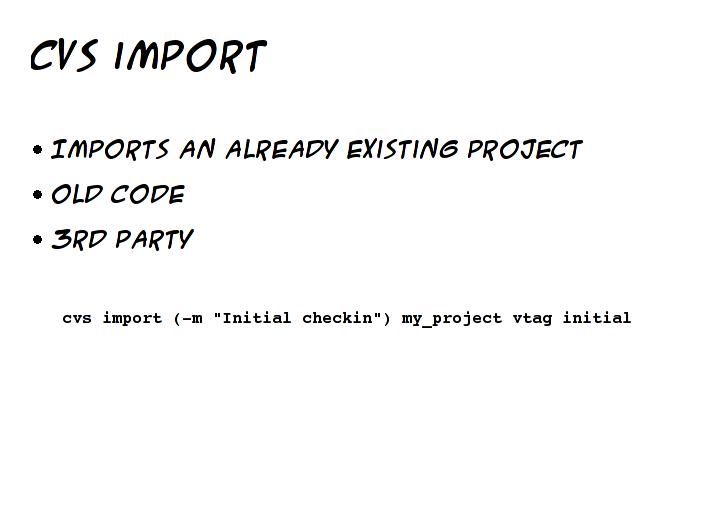 CVS IMPORT
• IMPORTS AN ALREADY EXISTING PROJECT
• OLD CODE
• 3RD PARTY
cvs import (-m "Initial checkin") my_project vtag initial